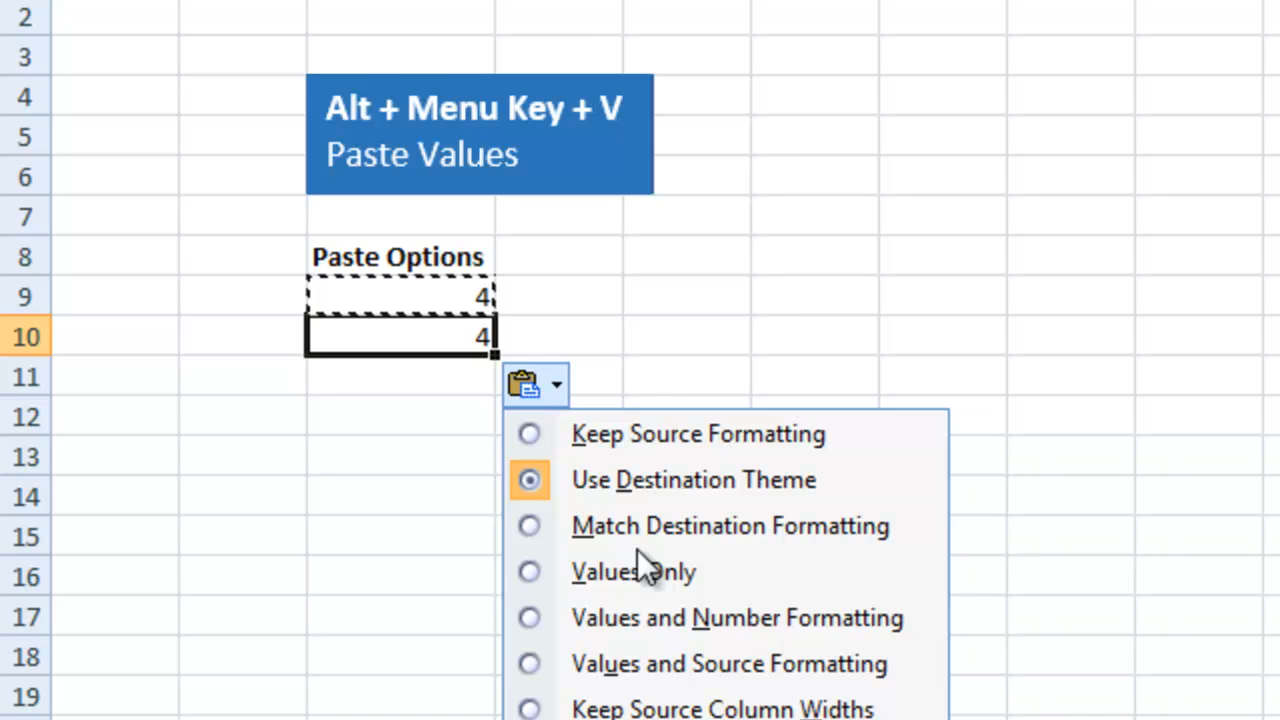 2
3
4
Alt + Menu Key + V
5
Paste Values
6
7
8
Paste Options
9
4
10
4
11
12
Keep Source Formatting
13
Use Destination Theme
14
Match Destination Formatting
15
Values Only
16
Values and Number Formatting
17
Values and Source Formatting
18
Keep Source Column Widths
19